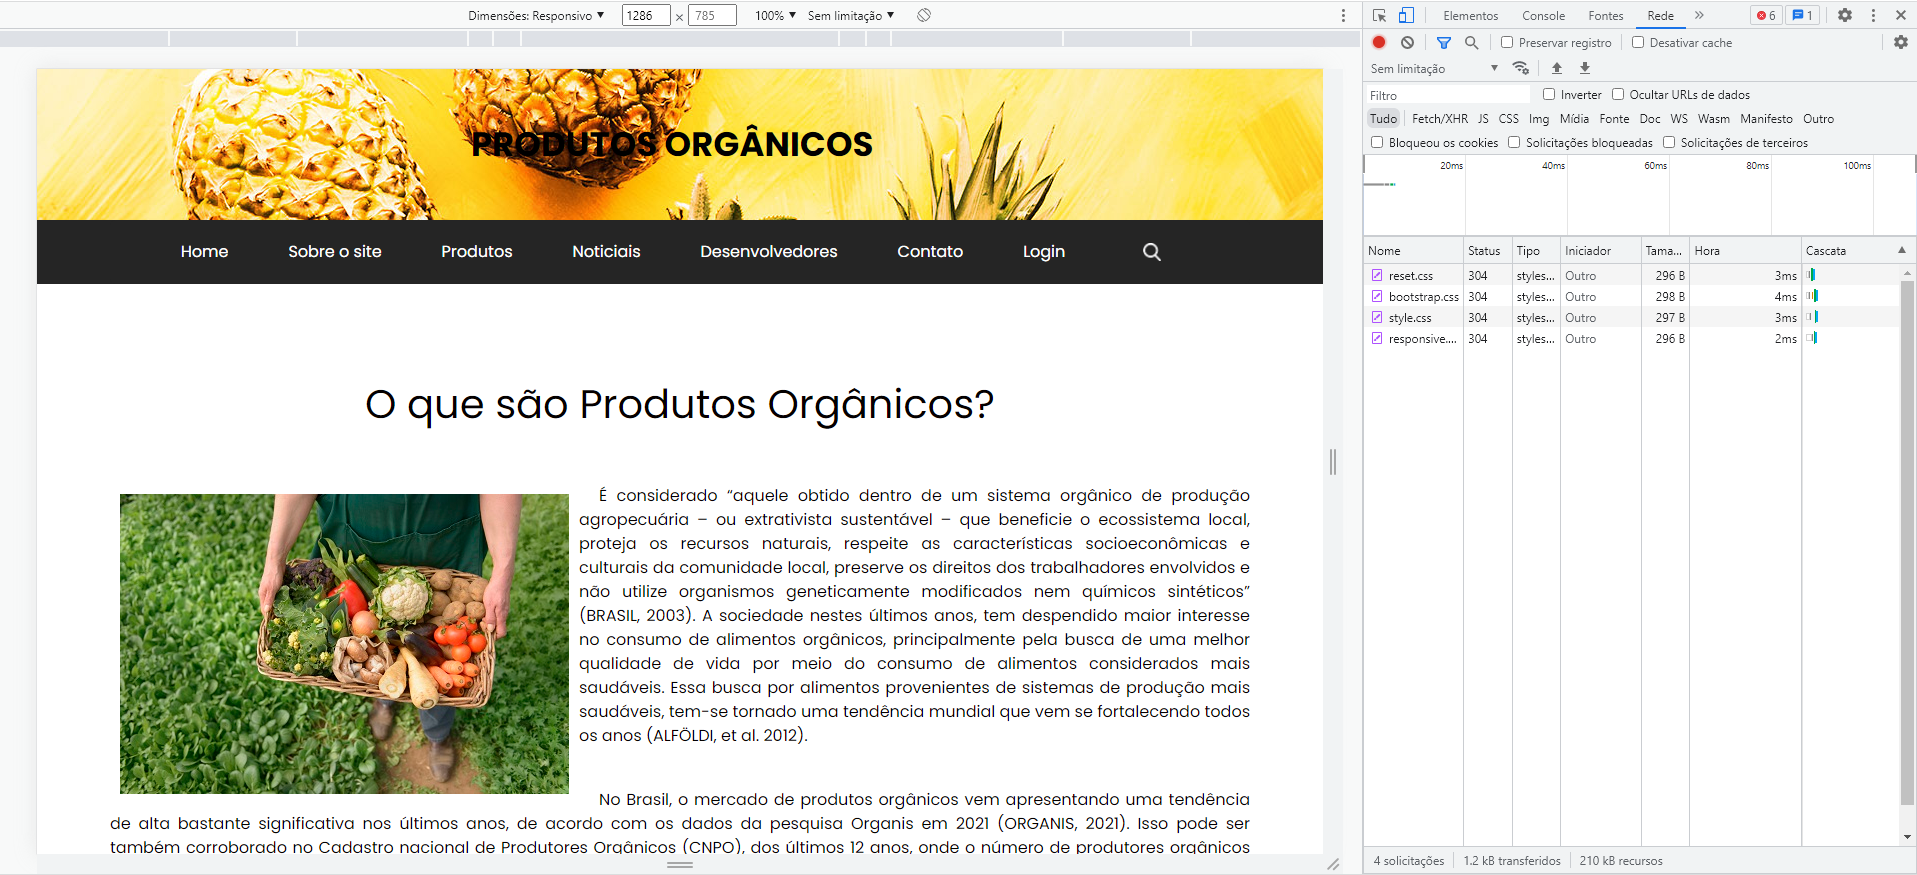 Dimensões: Responsivo ▼ 1286 × 785 100% ▼ Sem limitação ▼
PRODUTOS ORGÂNICOS
Home Sobre o site Produtos Noticiais Desenvolvedores Contato Login
O que são Produtos Orgânicos?
É considerado “aquele obtido dentro de um sistema orgânico de produção
agropecuária – ou extrativista sustentável – que beneficie o ecossistema local,
proteja os recursos naturais, respeite as características socioeconômicas e
culturais da comunidade local, preserve os direitos dos trabalhadores envolvidos e
não utilize organismos geneticamente modificados nem químicos sintéticos”
(BRASIL, 2003). A sociedade nestes últimos anos, tem despendido maior interesse
no consumo de alimentos orgânicos, principalmente pela busca de uma melhor
qualidade de vida por meio do consumo de alimentos considerados mais
saudáveis. Essa busca por alimentos provenientes de sistemas de produção mais
saudáveis, tem-se tornado uma tendência mundial que vem se fortalecendo todos
os anos (ALFÖLDI, et al. 2012).
No Brasil, o mercado de produtos orgânicos vem apresentando uma tendência
de alta bastante significativa nos últimos anos, de acordo com os dados da pesquisa Organis em 2021 (ORGANIS, 2021). Isso pode ser
também corroborado no Cadastro nacional de Produtores Orgânicos (CNPO), dos últimos 12 anos, onde o número de produtores orgânicos
Elementos Console Fontes Rede » 6 1
Preservar registro Desativar cache
Sem limitação ▼
Filtro Inverter Ocultar URLs de dados
Tudo Fetch/XHR JS CSS Img Mídia Fonte Doc WS Wasm Manifesto Outro
Bloqueou os cookies Solicitações bloqueadas Solicitações de terceiros
20ms 40ms 60ms 80ms 100ms
Nome Status Tipo Iniciador Tama... Hora Cascata
reset.css 304 styles... Outro 296 B 3ms
bootstrap.css 304 styles... Outro 298 B 4ms
style.css 304 styles... Outro 297 B 3ms
responsive.... 304 styles... Outro 296 B 2ms
4 solicitações 1.2 kB transferidos 210 kB recursos